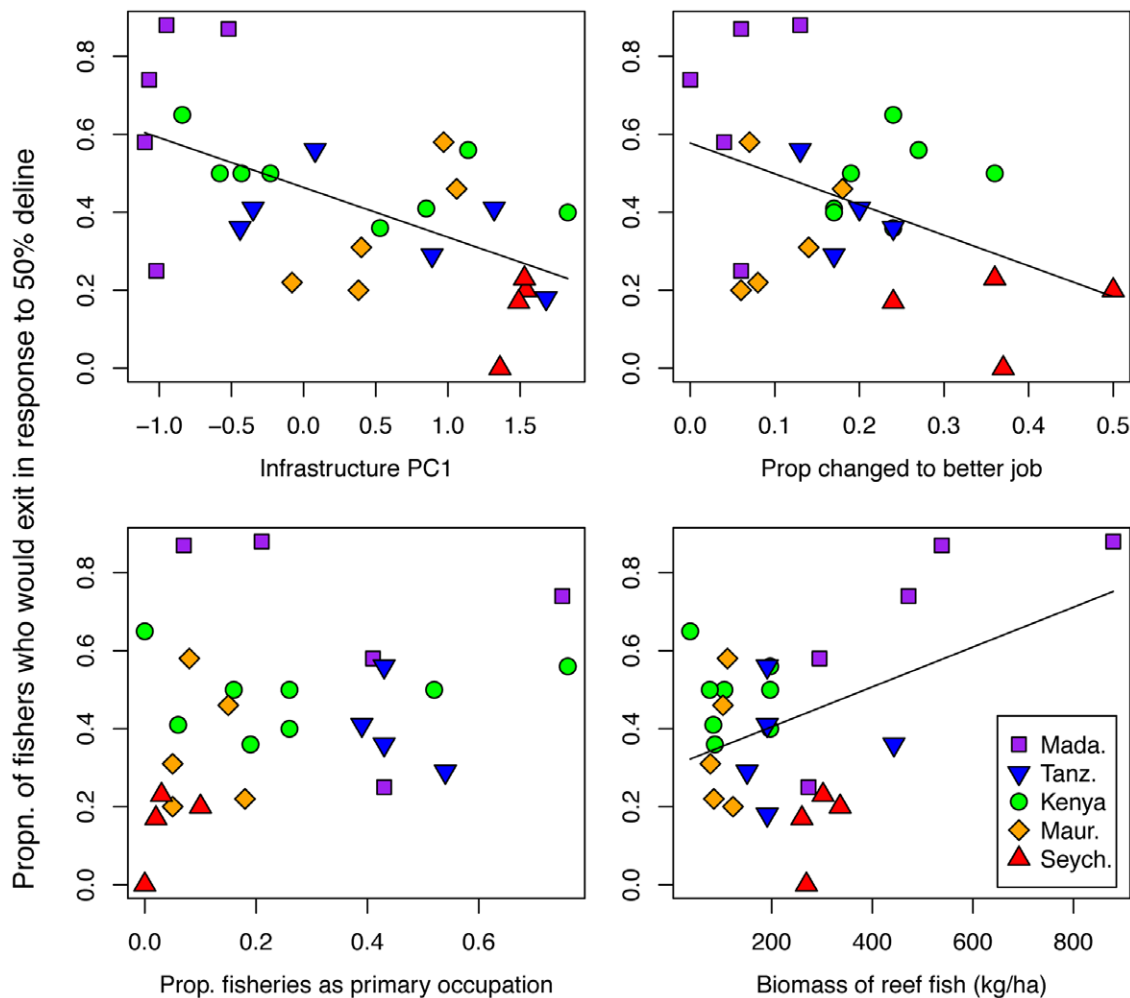 Propn. of fishers who would exit in response to 50% deline
0.0 0.2 0.4 0.6 0.8
−1.0 −0.5 0.0 0.5 1.0 1.5
Infrastructure PC1
0.0 0.2 0.4 0.6 0.8
0.0 0.1 0.2 0.3 0.4 0.5
Prop changed to better job
0.0 0.2 0.4 0.6 0.8
0.0 0.2 0.4 0.6
Prop. fisheries as primary occupation
0.0 0.2 0.4 0.6 0.8
200 400 600 800
Biomass of reef fish (kg/ha)
Mada.
Tanz.
Kenya
Maur.
Seych.